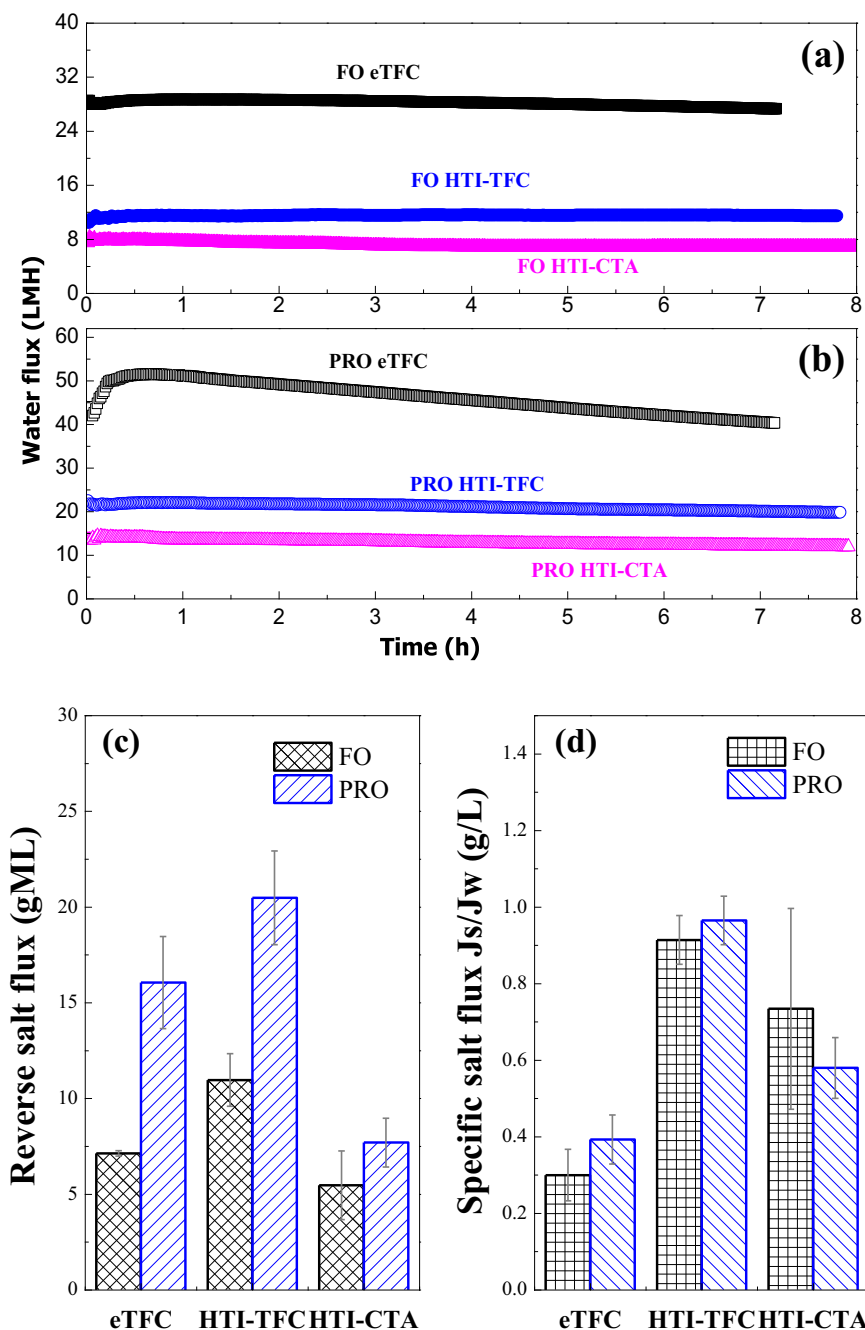 (a)
40
32
24
16
8
0
FO eTFC
FO HTI-TFC
FO HTI-CTA
0 1 2 3 4 5 6 7 8
Water flux (LMH)
(b)
60
50
40
30
20
10
0
PRO eTFC
PRO HTI-TFC
PRO HTI-CTA
0 1 2 3 4 5 6 7 8
Time (h)
(c)
FO
PRO
30
25
20
15
10
5
0
Reverse salt flux (gML)
eTFC HTI-TFC HTI-CTA
(d)
FO
PRO
1.4
1.2
1.0
0.8
0.6
0.4
0.2
0.0
Specific salt flux Js/Jw (g/L)
eTFC HTI-TFC HTI-CTA